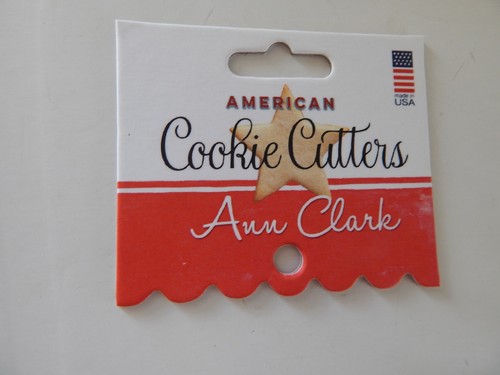 made in
USA
AMERICAN
Cookie Cutters
Ann Clark